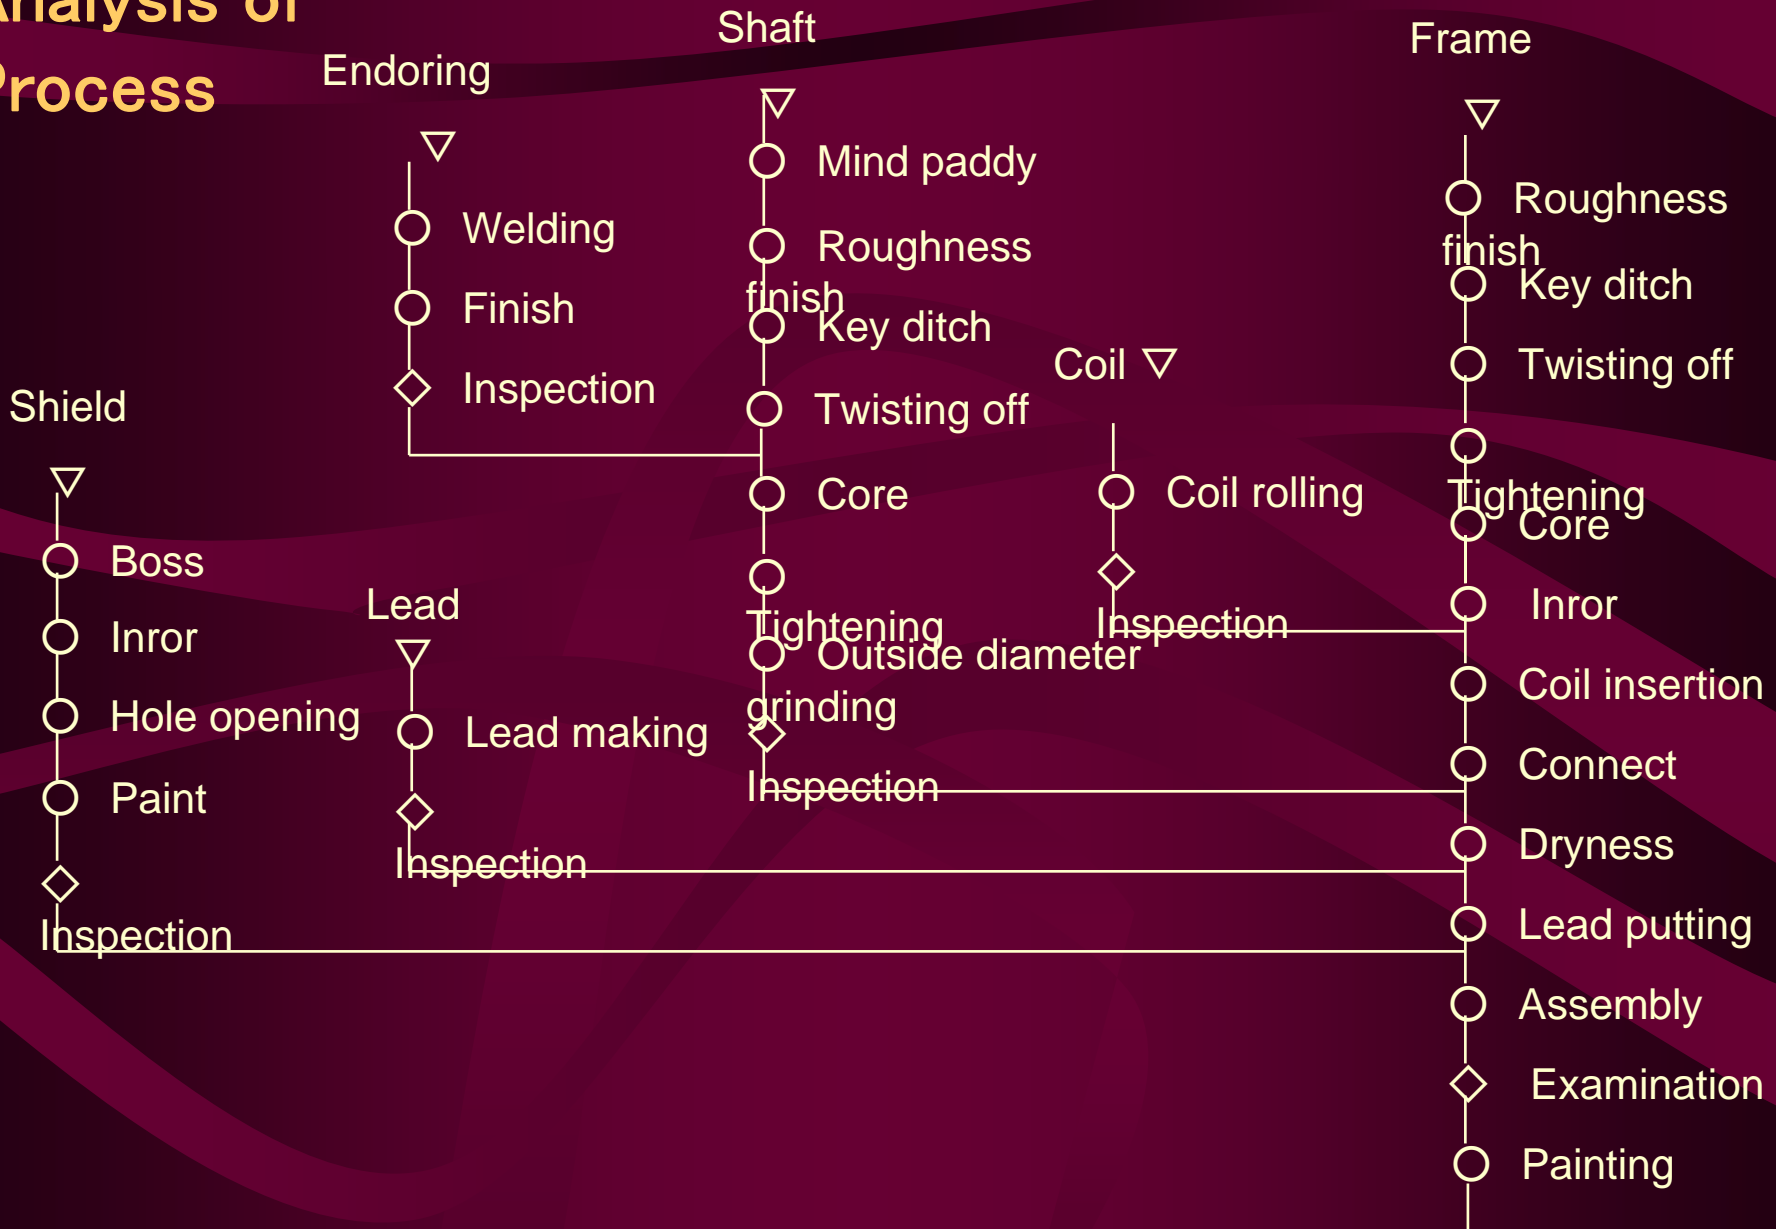 Analysis of
Process
Endoring
Welding
Finish
Inspection
Shaft
Mind paddy
Roughness
finish
Key ditch
Twisting off
Core
Tightening
Outside diameter
grinding
Inspection
Frame
Roughness
finish
Key ditch
Twisting off
Tightening
Core
Inror
Coil insertion
Connect
Dryness
Lead putting
Assembly
Examination
Painting
Coil
Coil rolling
Inspection
Shield
Boss
Inror
Hole opening
Paint
Inspection
Lead
Lead making
Inspection